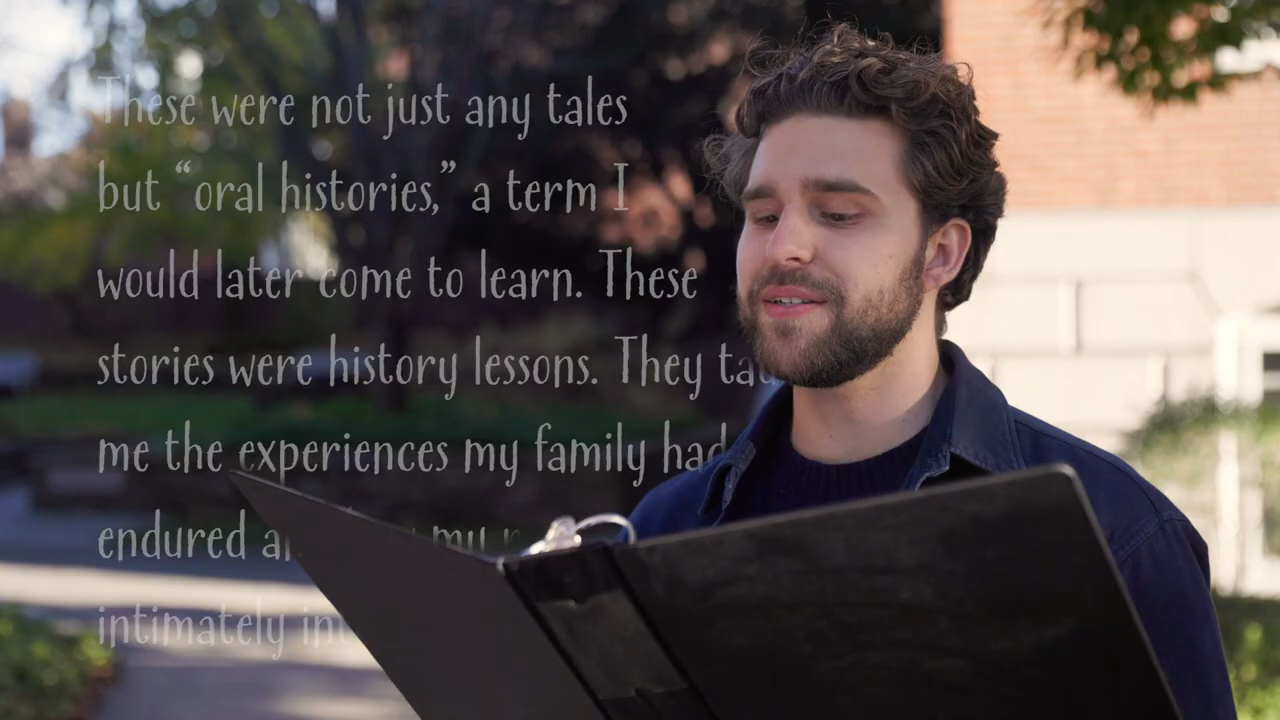 These were not just any tales
but “oral histories,” a term I
would later come to learn. These
stories were history lessons. They
me the experiences my family had
endured my
intimately